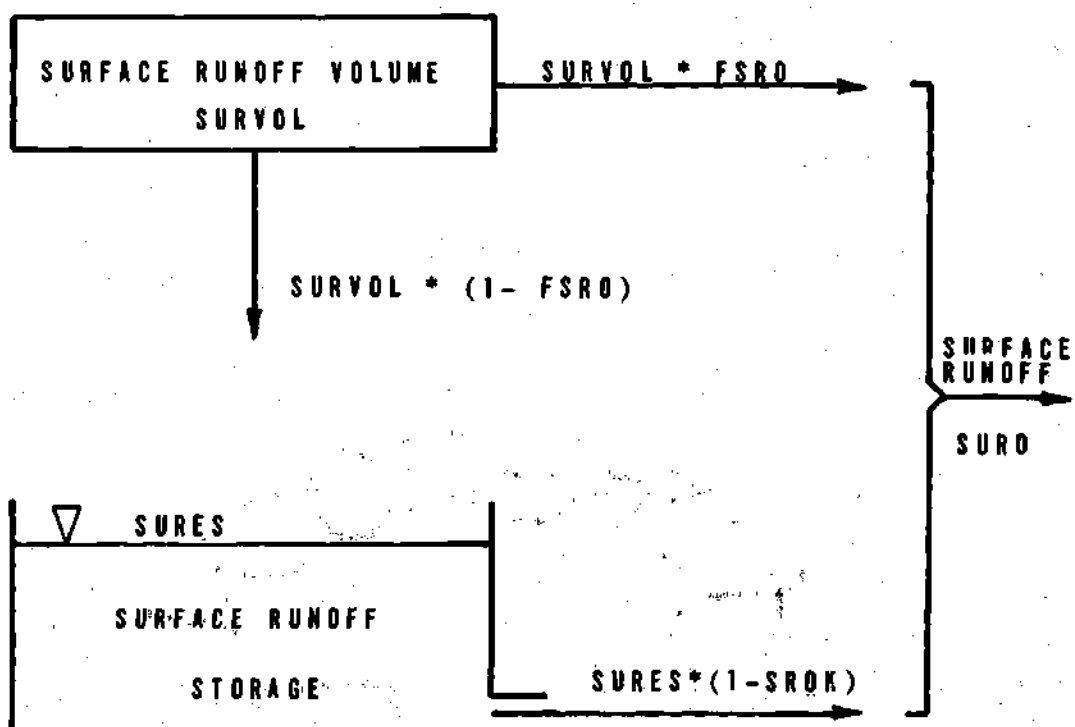 SURFACE RUNOFF VOLUME
SURVOL
SURVOL * FSRO
SURVOL * (1- FSRO)
SURFACE
RUNOFF
SURO
SURES
SURFACE RUNOFF
STORAGE
SURES*(1-SROK)